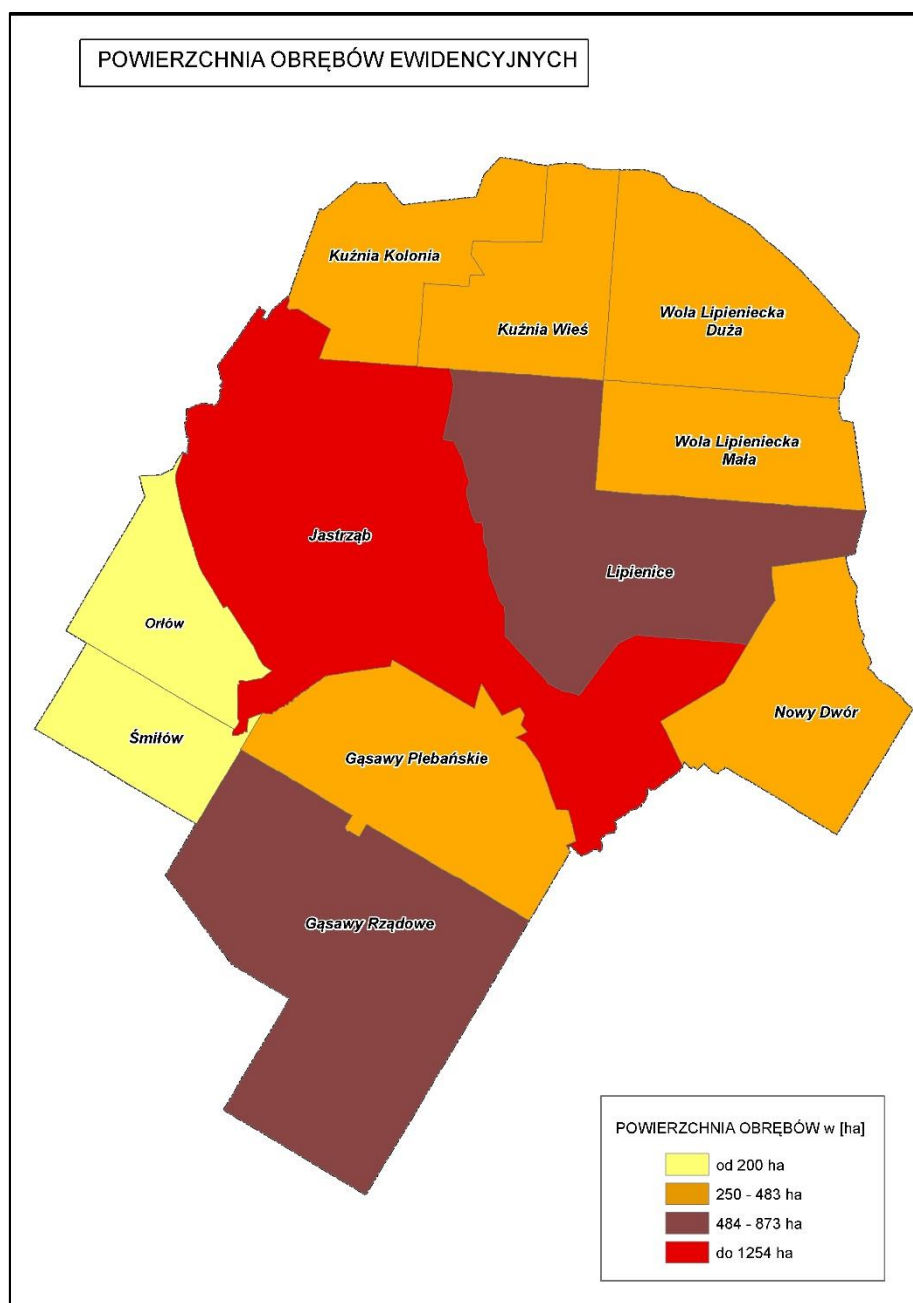 POWIERZCHNIA OBRĘBÓW EWIDENCYJNYCH
Kuźnia Kolonia
Kuźnia Wieś
Wola Lipieniecka
Duża
Wola Lipieniecka
Mała
Jastrząb
Lipienice
Orłów
Śmiłów
Nowy Dwór
Gąsawy Plebańskie
Gąsawy Rządowe
POWIERZCHNIA OBRĘBÓW w [ha]
od 200 ha
250 - 483 ha
484 - 873 ha
do 1254 ha